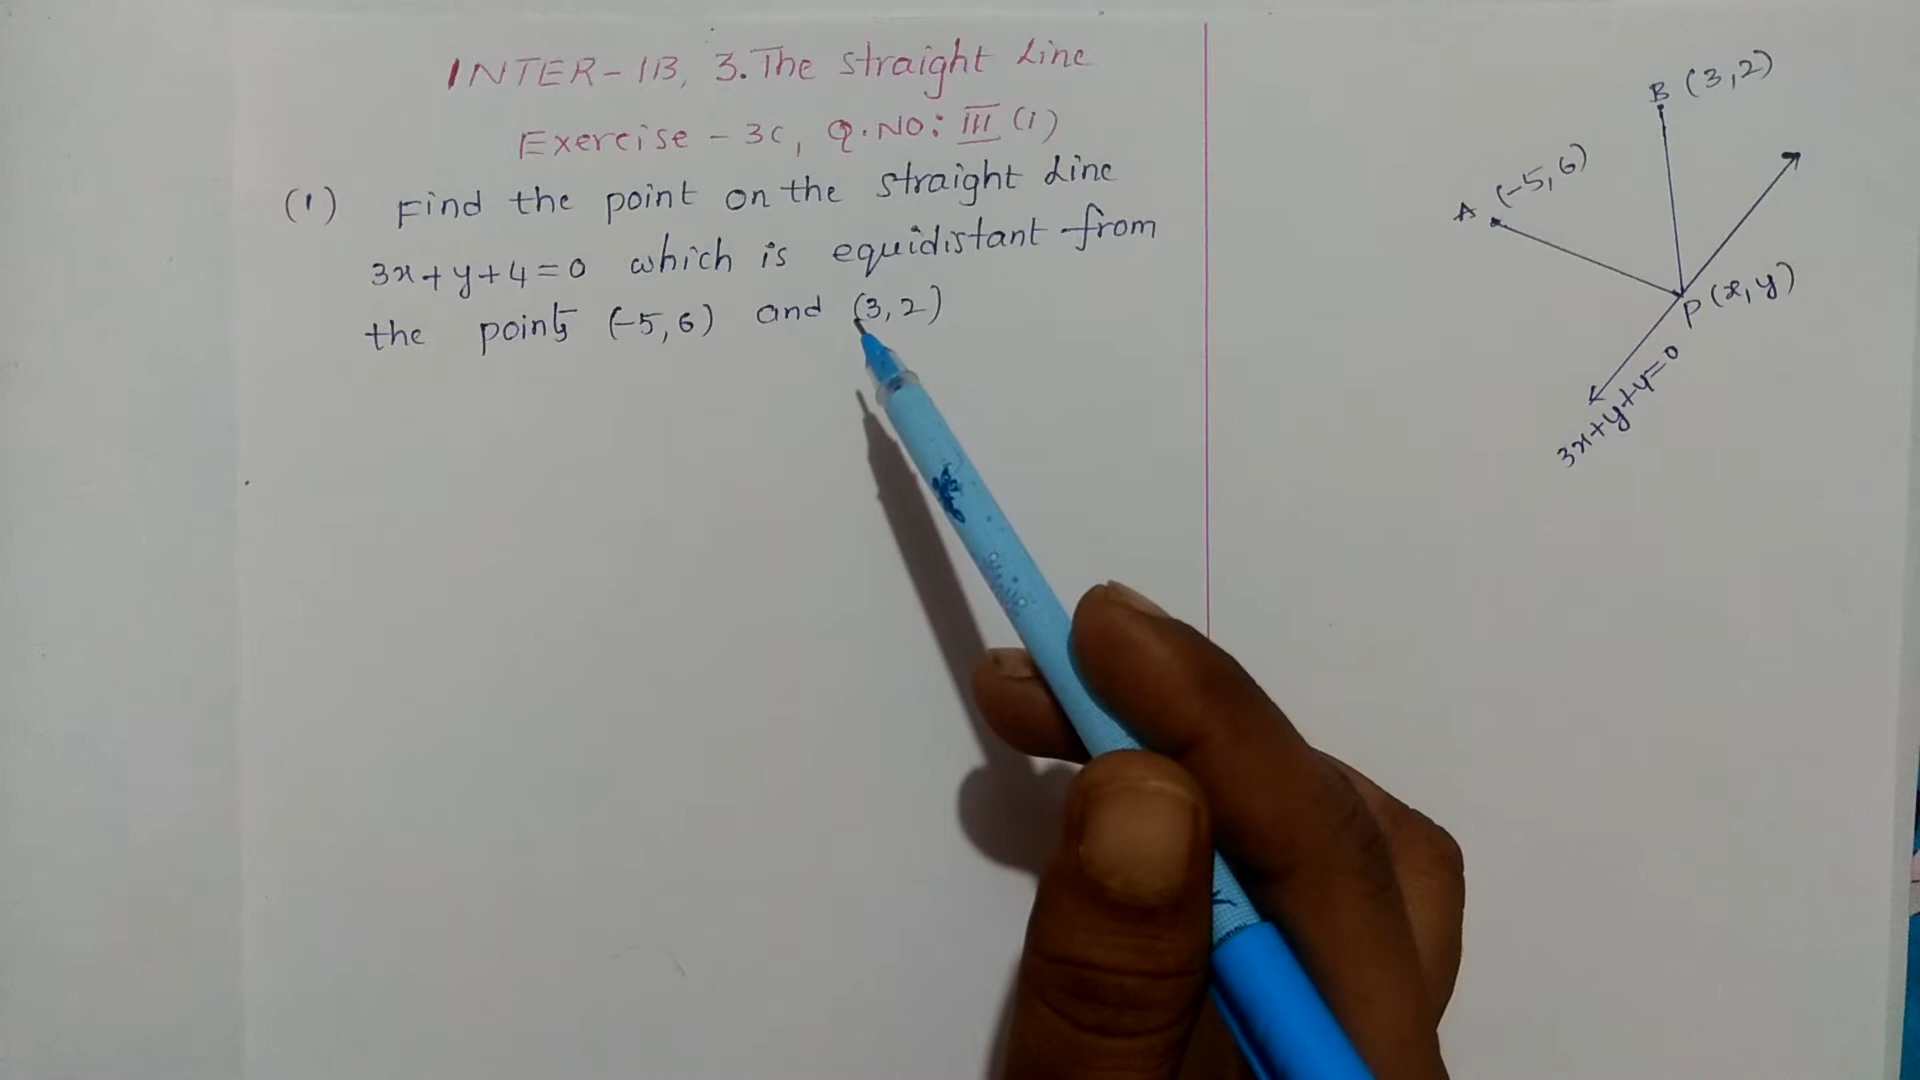 INTER-1B, 3. The straight Line
Exercise - 3C, Q.NO: III (1)
(1) Find the point on the straight Line
3x+y+4=0 which is equidistant from
the points (-5,6) and (3,2)
B (3,2)
A (-5,6)
P(x,y)
3x+y+4=0